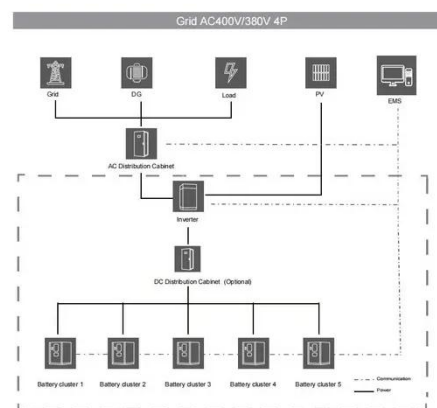 Grid AC400V/380V 4P
Grid
DG
Load
PV
EMS
AC Distribution Cabinet
Inverter
DC Distribution Cabinet (Optional)
Battery cluster 1
Battery cluster 2
Battery cluster 3
Battery cluster 4
Battery cluster 5
Communication
Power